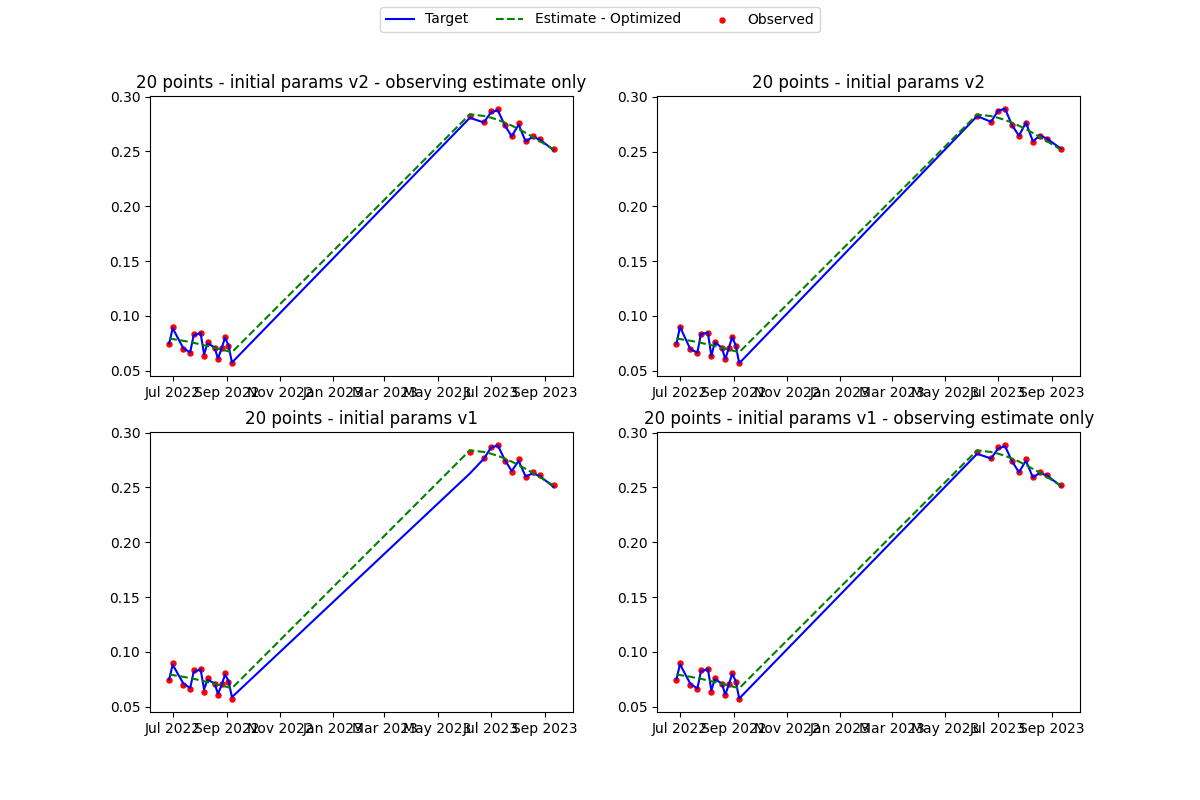 Target Estimate - Optimized Observed
20 points - initial params v2 - observing estimate only
0.30
0.25
0.20
0.15
0.10
0.05
Jul 2022 Sep 2022 Nov 2022 Jan 2023 Mar 2023 May 2023 Jul 2023 Sep 2023
20 points - initial params v2
0.30
0.25
0.20
0.15
0.10
0.05
Jul 2022 Sep 2022 Nov 2022 Jan 2023 Mar 2023 May 2023 Jul 2023 Sep 2023
20 points - initial params v1
0.30
0.25
0.20
0.15
0.10
0.05
Jul 2022 Sep 2022 Nov 2022 Jan 2023 Mar 2023 May 2023 Jul 2023 Sep 2023
20 points - initial params v1 - observing estimate only
0.30
0.25
0.20
0.15
0.10
0.05
Jul 2022 Sep 2022 Nov 2022 Jan 2023 Mar 2023 May 2023 Jul 2023 Sep 2023